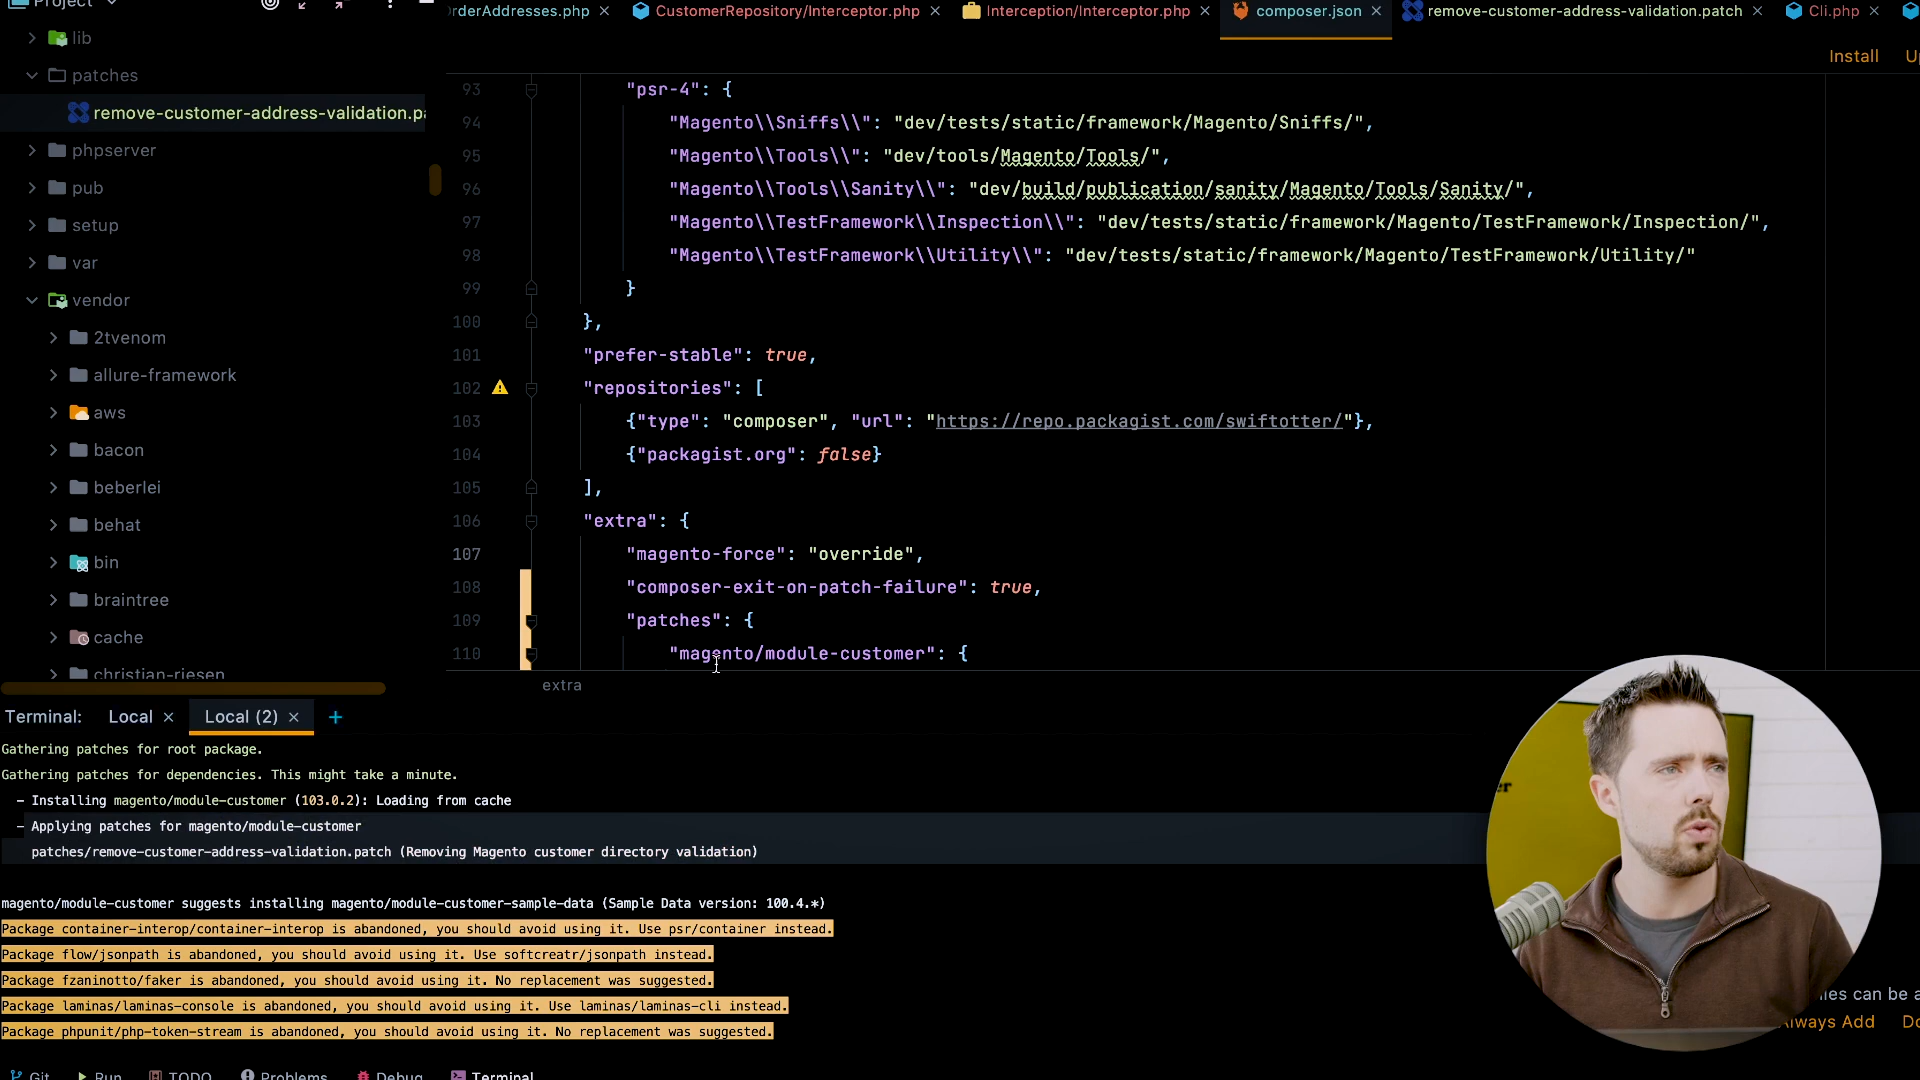 Project
rderAddresses.php
CustomerRepository/Interceptor.php
Interception/Interceptor.php
composer.json
remove-customer-address-validation.patch
Cli.php
Install
lib
patches
remove-customer-address-validation.pa
phpserver
pub
setup
var
vendor
2tvenom
allure-framework
aws
bacon
beberlei
behat
bin
braintree
cache
christian-riesen
93 "psr-4": {
94 "Magento\\Sniffs\\": "dev/tests/static/framework/Magento/Sniffs/",
95 "Magento\\Tools\\": "dev/tools/Magento/Tools/",
96 "Magento\\Tools\\Sanity\\": "dev/build/publication/sanity/Magento/Tools/Sanity/",
97 "Magento\\TestFramework\\Inspection\\": "dev/tests/static/framework/Magento/TestFramework/Inspection/",
98 "Magento\\TestFramework\\Utility\\": "dev/tests/static/framework/Magento/TestFramework/Utility/"
99 }
100 },
101 "prefer-stable": true,
102 "repositories": [
103 {"type": "composer", "url": "https://repo.packagist.com/swiftotter/"},
104 {"packagist.org": false}
105 ],
106 "extra": {
107 "magento-force": "override",
108 "composer-exit-on-patch-failure": true,
109 "patches": {
110 "magento/module-customer": {
extra
Terminal: Local Local (2)
Gathering patches for root package.
Gathering patches for dependencies. This might take a minute.
– Installing magento/module-customer (103.0.2): Loading from cache
– Applying patches for magento/module-customer
patches/remove-customer-address-validation.patch (Removing Magento customer directory validation)
magento/module-customer suggests installing magento/module-customer-sample-data (Sample Data version: 100.4.*)
Package container-interop/container-interop is abandoned, you should avoid using it. Use psr/container instead.
Package flow/jsonpath is abandoned, you should avoid using it. Use softcreatr/jsonpath instead.
Package fzaninotto/faker is abandoned, you should avoid using it. No replacement was suggested.
Package laminas/laminas-console is abandoned, you should avoid using it. Use laminas/laminas-cli instead.
Package phpunit/php-token-stream is abandoned, you should avoid using it. No replacement was suggested.
can be a
Always Add
Git Run TODO Problems Debug Terminal